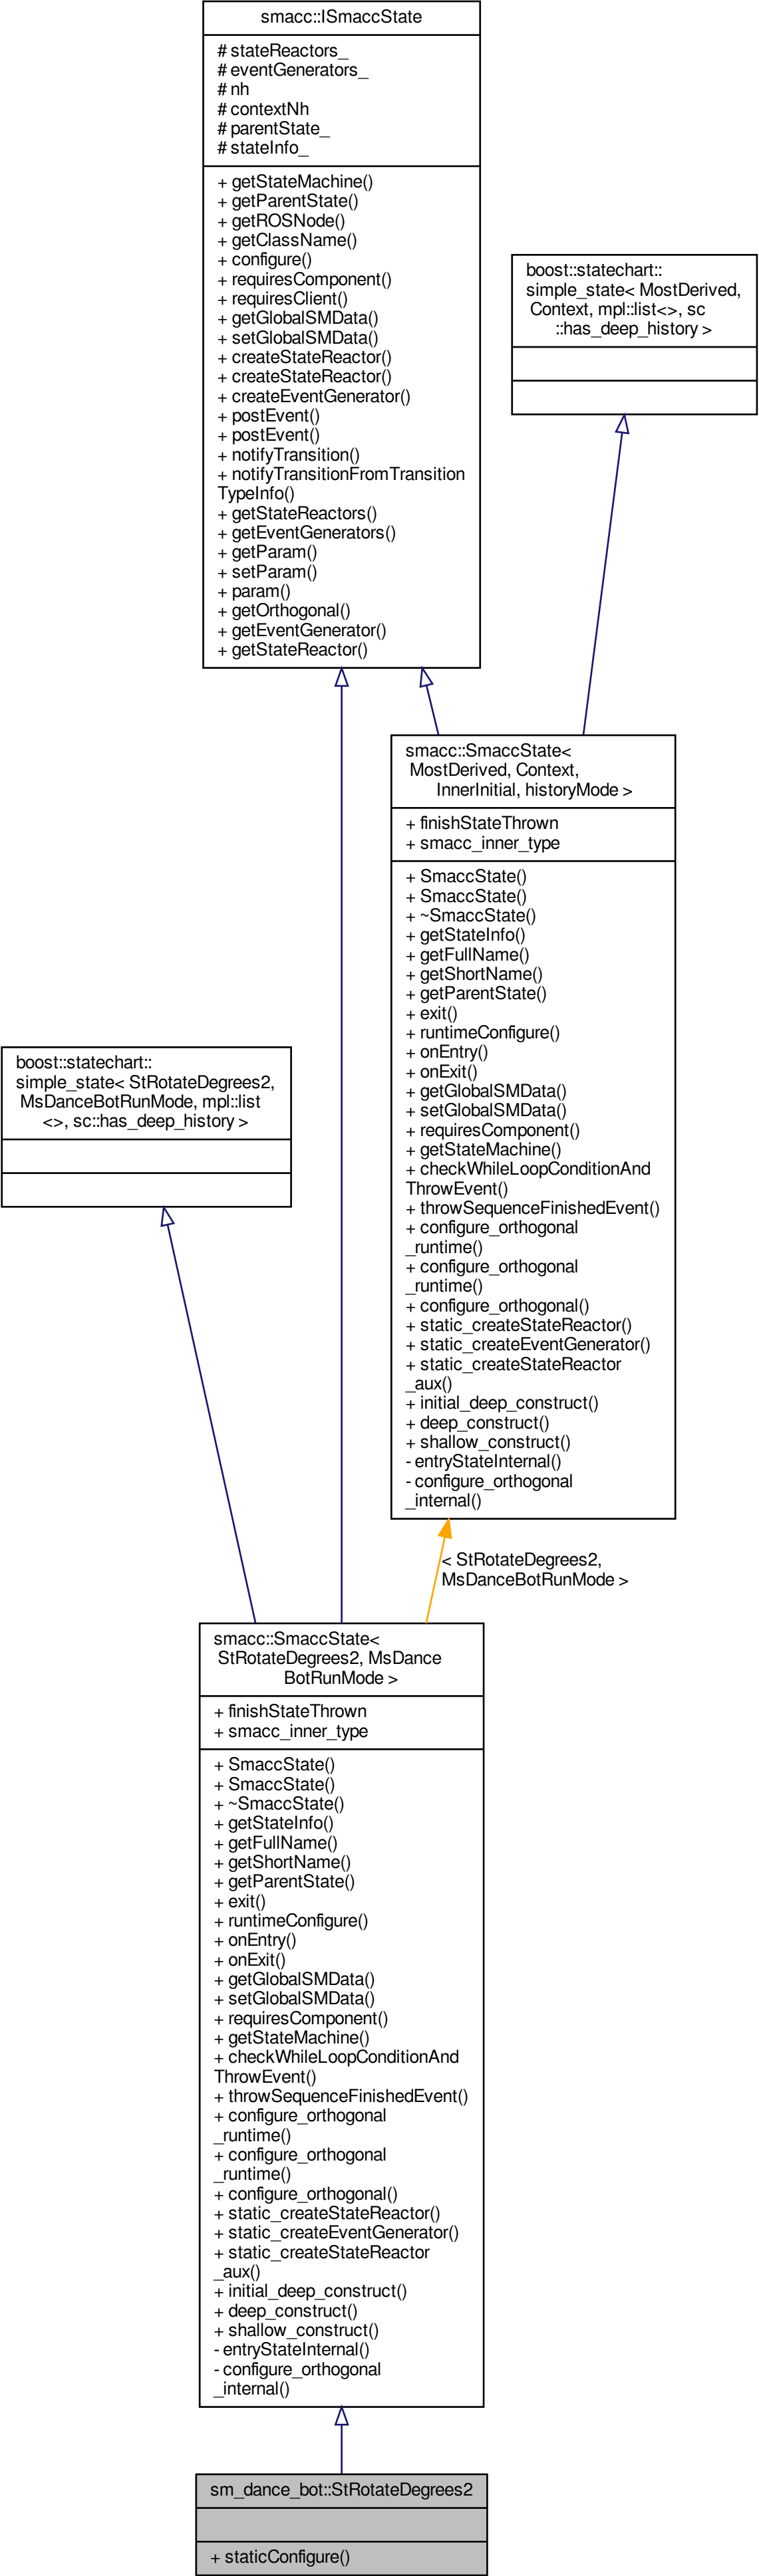 smacc::ISmaccState
# stateReactors_
# eventGenerators_
# nh
# contextNh
# parentState_
# stateInfo_
+ getStateMachine()
+ getParentState()
+ getROSNode()
+ getClassName()
+ configure()
+ requiresComponent()
+ requiresClient()
+ getGlobalSMData()
+ setGlobalSMData()
+ createStateReactor()
+ createStateReactor()
+ createEventGenerator()
+ postEvent()
+ postEvent()
+ notifyTransition()
+ notifyTransitionFromTransition
TypeInfo()
+ getStateReactors()
+ getEventGenerators()
+ getParam()
+ setParam()
+ param()
+ getOrthogonal()
+ getEventGenerator()
+ getStateReactor()
boost::statechart::
simple_state< MostDerived,
Context, mpl::list<>, sc
::has_deep_history >
smacc::SmaccState<
MostDerived, Context,
InnerInitial, historyMode >
+ finishStateThrown
+ smacc_inner_type
+ SmaccState()
+ SmaccState()
+ ~SmaccState()
+ getStateInfo()
+ getFullName()
+ getShortName()
+ getParentState()
+ exit()
+ runtimeConfigure()
+ onEntry()
+ onExit()
+ getGlobalSMData()
+ setGlobalSMData()
+ requiresComponent()
+ getStateMachine()
+ checkWhileLoopConditionAnd
ThrowEvent()
+ throwSequenceFinishedEvent()
+ configure_orthogonal
_runtime()
+ configure_orthogonal
_runtime()
+ configure_orthogonal()
+ static_createStateReactor()
+ static_createEventGenerator()
+ static_createStateReactor
_aux()
+ initial_deep_construct()
+ deep_construct()
+ shallow_construct()
- entryStateInternal()
- configure_orthogonal
_internal()
boost::statechart::
simple_state< StRotateDegrees2,
MsDanceBotRunMode, mpl::list
<>, sc::has_deep_history >
< StRotateDegrees2,
MsDanceBotRunMode >
smacc::SmaccState<
StRotateDegrees2, MsDance
BotRunMode >
+ finishStateThrown
+ smacc_inner_type
+ SmaccState()
+ SmaccState()
+ ~SmaccState()
+ getStateInfo()
+ getFullName()
+ getShortName()
+ getParentState()
+ exit()
+ runtimeConfigure()
+ onEntry()
+ onExit()
+ getGlobalSMData()
+ setGlobalSMData()
+ requiresComponent()
+ getStateMachine()
+ checkWhileLoopConditionAnd
ThrowEvent()
+ throwSequenceFinishedEvent()
+ configure_orthogonal
_runtime()
+ configure_orthogonal
_runtime()
+ configure_orthogonal()
+ static_createStateReactor()
+ static_createEventGenerator()
+ static_createStateReactor
_aux()
+ initial_deep_construct()
+ deep_construct()
+ shallow_construct()
- entryStateInternal()
- configure_orthogonal
_internal()
sm_dance_bot::StRotateDegrees2
+ staticConfigure()